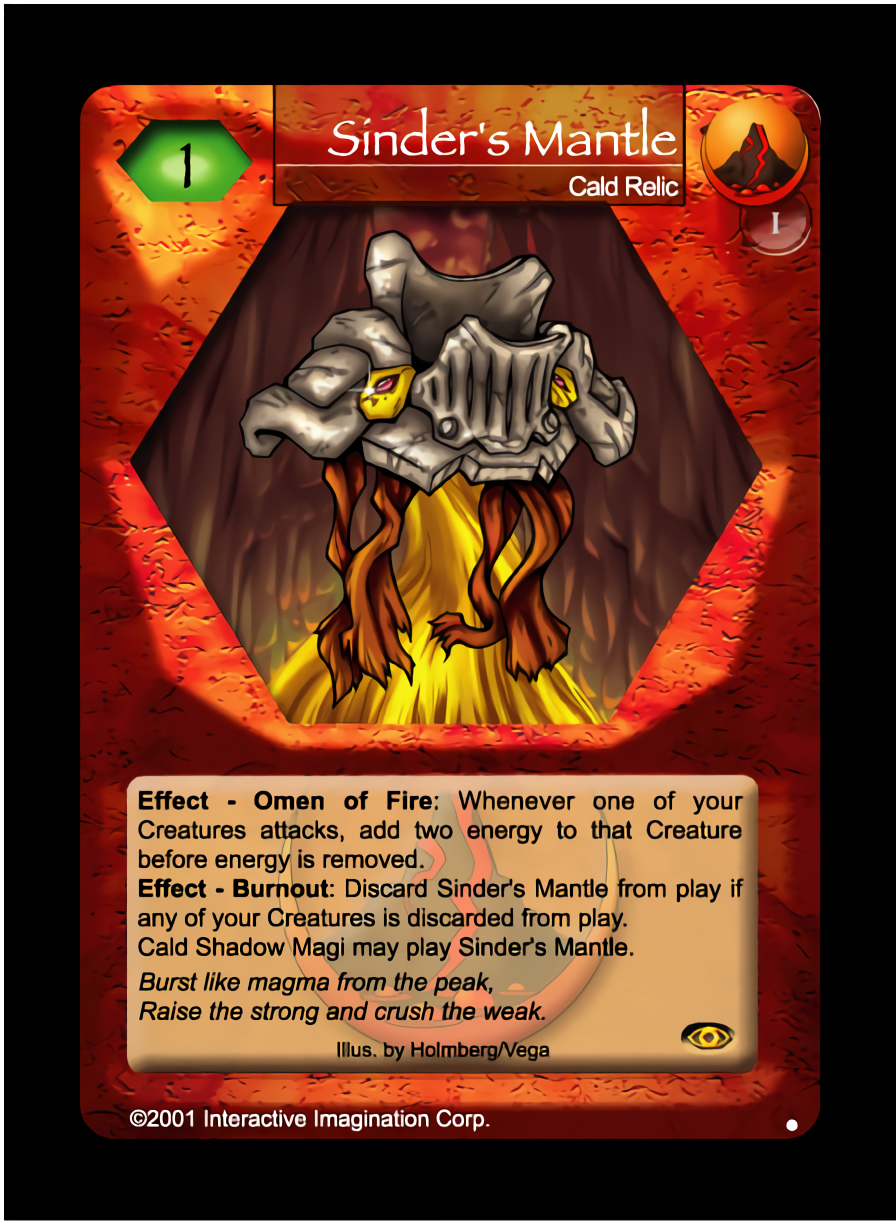 1
Sinder's Mantle
Cald Relic
I
Effect - Omen of Fire: Whenever one of your
Creatures attacks, add two energy to that Creature
before energy is removed.
Effect - Burnout: Discard Sinder's Mantle from play if
any of your Creatures is discarded from play.
Cald Shadow Magi may play Sinder's Mantle.
Burst like magma from the peak,
Raise the strong and crush the weak.
Illus. by Holmberg/Vega
©2001 Interactive Imagination Corp.